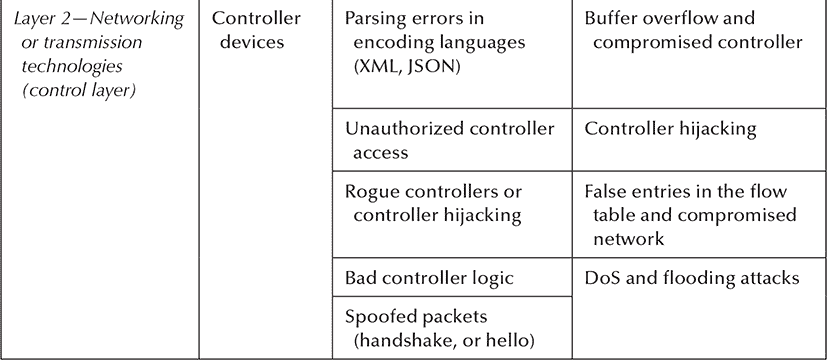 Layer 2—Networking
or transmission
technologies
(control layer)
Controller
devices
Parsing errors in
encoding languages
(XML, JSON)
Buffer overflow and
compromised controller
Unauthorized controller
access
Controller hijacking
Rogue controllers or
controller hijacking
False entries in the flow
table and compromised
network
Bad controller logic
DoS and flooding attacks
Spoofed packets
(handshake, or hello)